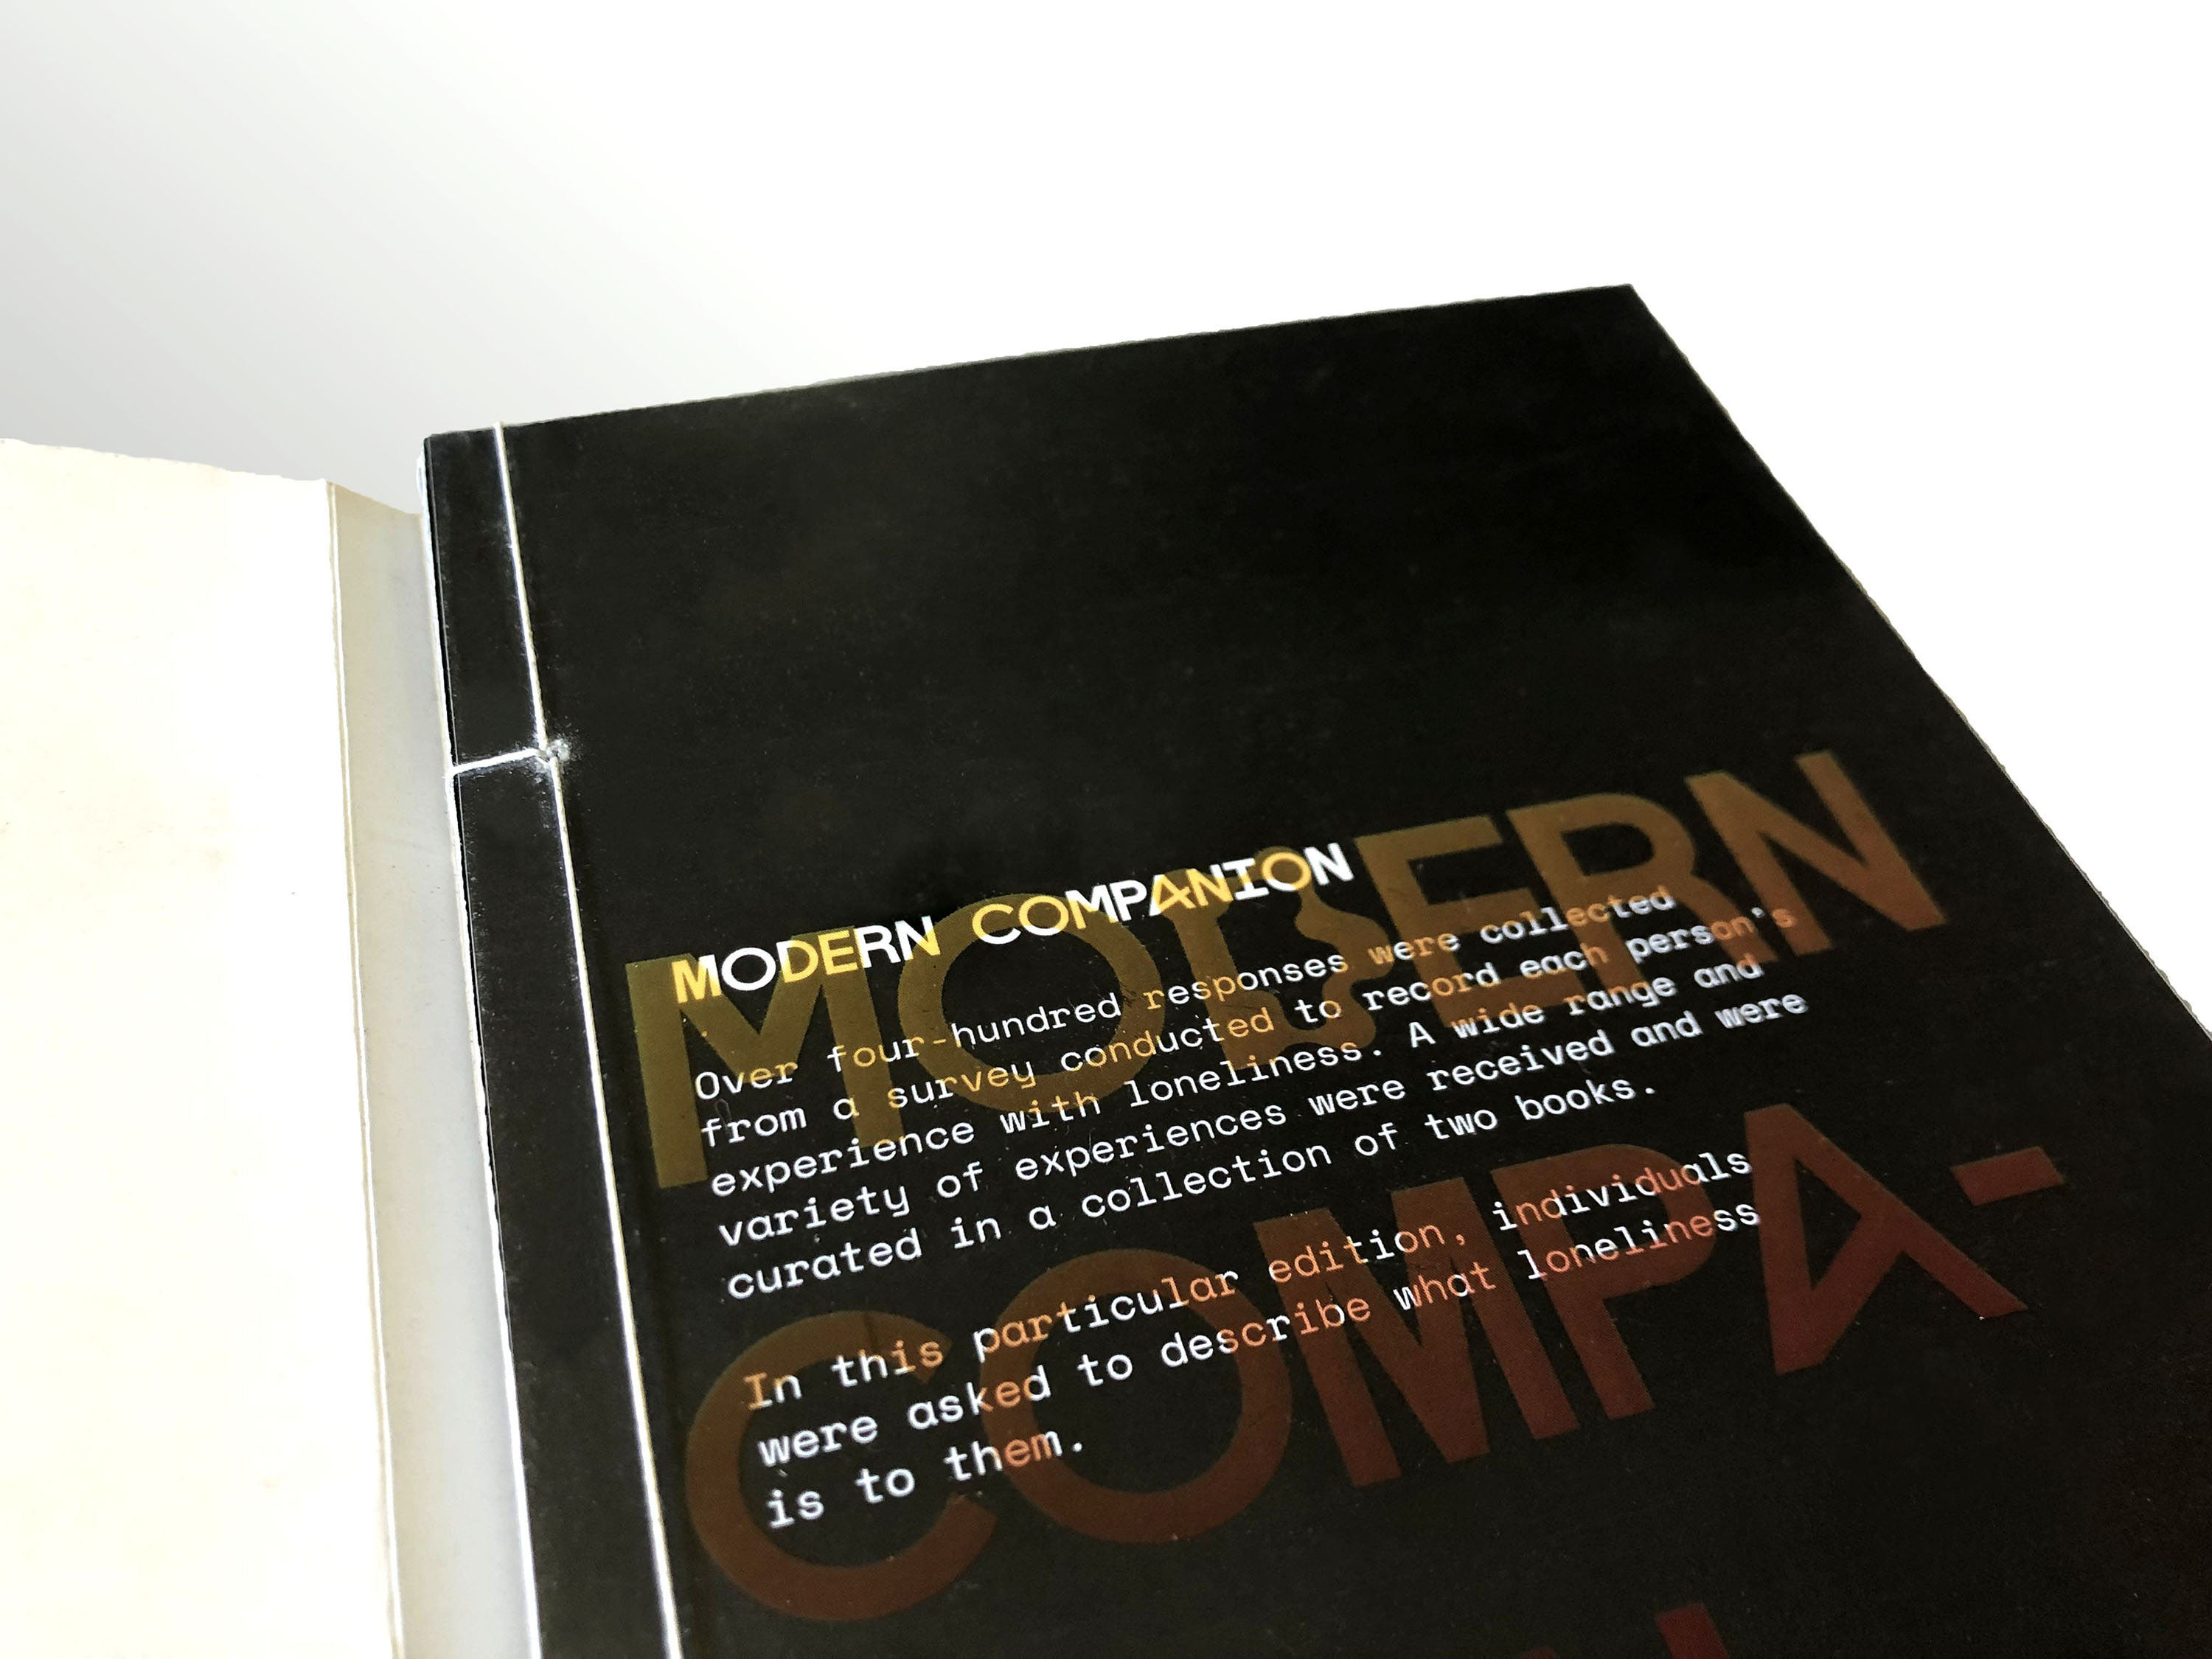 MODERN COMPANION
Over four-hundred responses were collected
from a survey conducted to record each person's
experience with loneliness. A wide range and
variety of experiences were received and were
curated in a collection of two books.
In this particular edition, individuals
were asked to describe what loneliness
is to them.
MODERN
COMPA-